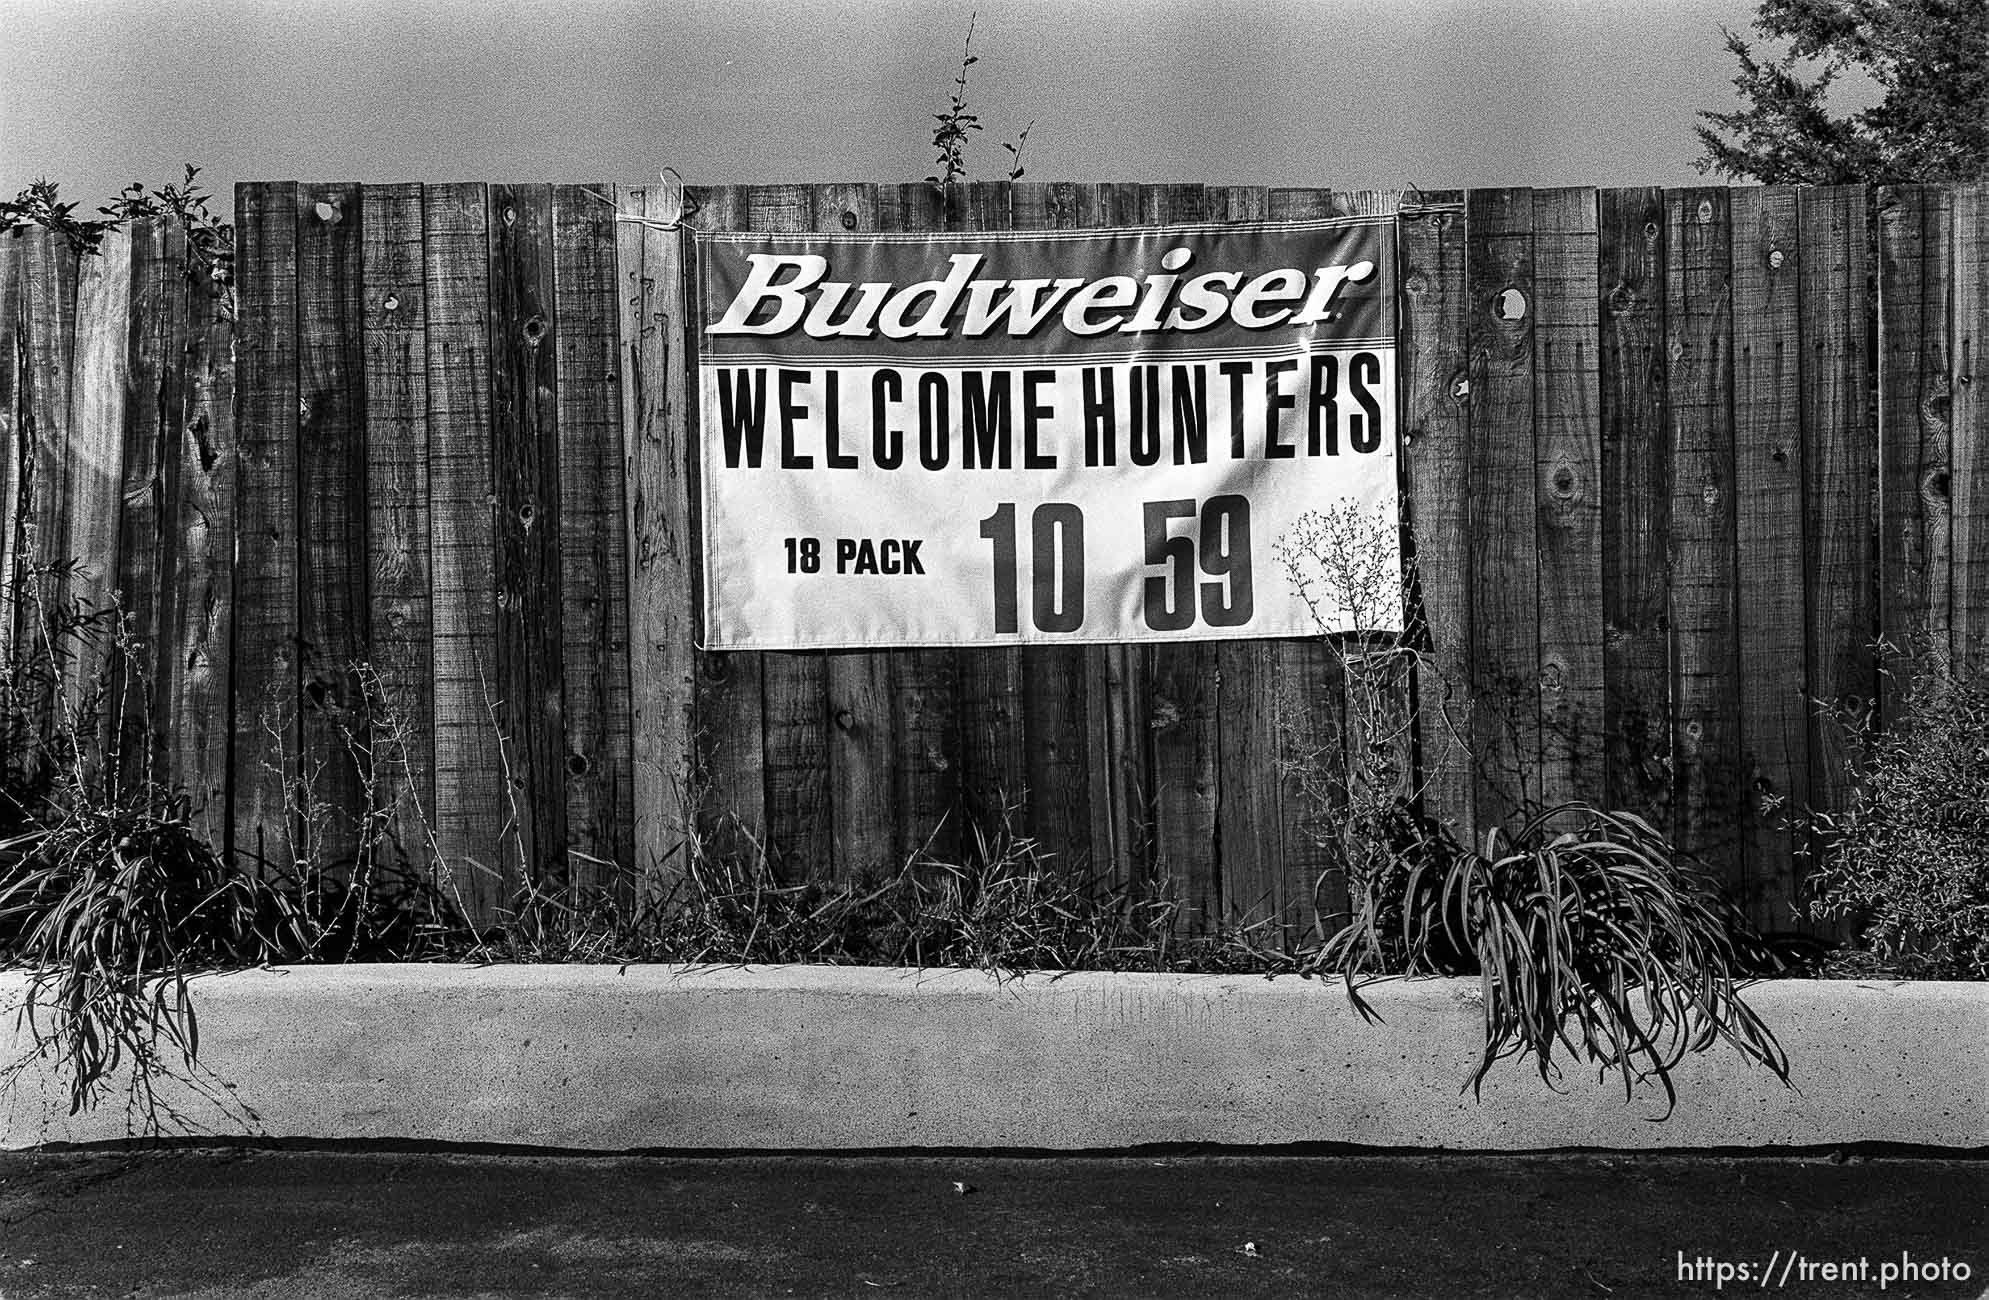 Budweiser
WELCOME HUNTERS
18 PACK 10 59
https://trent.photo